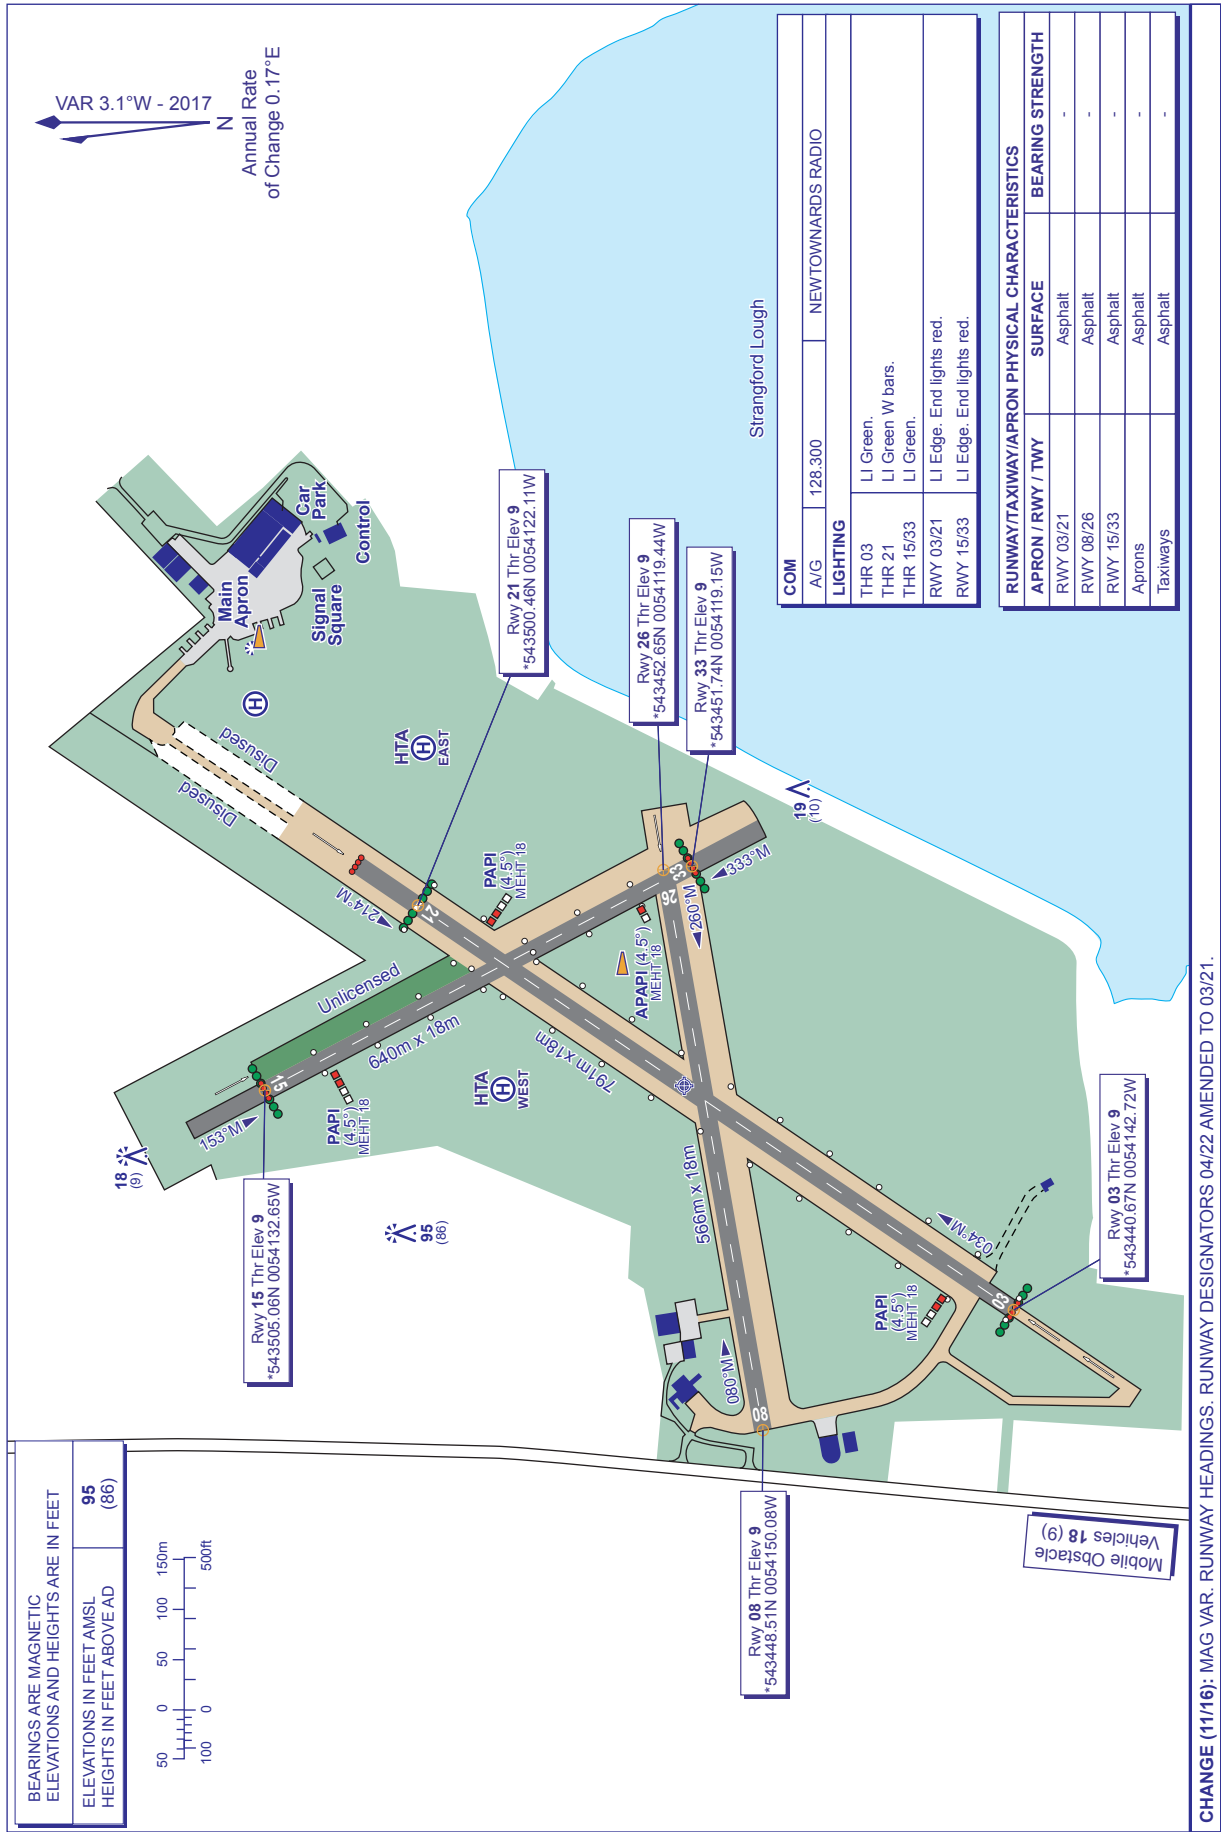 BEARINGS ARE MAGNETIC
ELEVATIONS AND HEIGHTS ARE IN FEET
ELEVATIONS IN FEET AMSL
HEIGHTS IN FEET ABOVE AD
95
(86)
50 0 50 100 150m
100 0 500ft
VAR 3.1°W - 2017
N
Annual Rate
of Change 0.17°E
18
(9)
95
(86)
Rwy 15 Thr Elev 9
*543505.06N 0054132.65W
153°M
15
PAPI
(4.5°)
MEHT 18
640m x 18m
Unlicensed
HTA
H
WEST
214°M
21
Disused
Disused
H
HTA
H
EAST
Main
Apron
Car
Park
Control
Signal
Square
Rwy 21 Thr Elev 9
*543500.46N 0054122.11W
PAPI
(4.5°)
MEHT 18
791m x18m
APAPI (4.5°)
MEHT 18
Rwy 26 Thr Elev 9
*543452.65N 0054119.44W
Rwy 33 Thr Elev 9
*543451.74N 0054119.15W
26
33
260°M
333°M
19
(10)
Strangford Lough
566m x 18m
080°M
08
Rwy 08 Thr Elev 9
*543448.51N 0054150.08W
PAPI
(4.5°)
MEHT 18
034°M
03
Rwy 03 Thr Elev 9
*543440.67N 0054142.72W
Mobile Obstacle
Vehicles 18 (9)
COM
A/G 128.300 NEWTOWNARDS RADIO
LIGHTING
THR 03 LI Green.
THR 21 LI Green W bars.
THR 15/33 LI Green.
RWY 03/21 LI Edge. End lights red.
RWY 15/33 LI Edge. End lights red.
RUNWAY/TAXIWAY/APRON PHYSICAL CHARACTERISTICS
APRON / RWY / TWY SURFACE BEARING STRENGTH
RWY 03/21 Asphalt -
RWY 08/26 Asphalt -
RWY 15/33 Asphalt -
Aprons Asphalt -
Taxiways Asphalt -
CHANGE (11/16): MAG VAR. RUNWAY HEADINGS. RUNWAY DESIGNATORS 04/22 AMENDED TO 03/21.